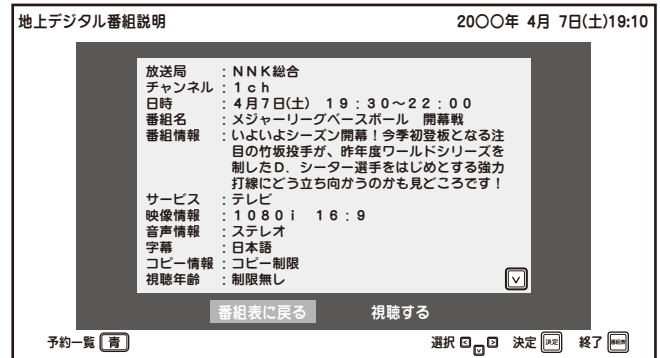 地上デジタル番組説明 20〇〇年 4月 7日(土)19:10
放送局 :NNK総合
チャンネル:1ch
日時 :4月7日(土) 19:30〜22:00
番組名 :メジャーリーグベースボール 開幕戦
番組情報 :いよいよシーズン開幕!今季初登板となる注
目の竹坂投手が、昨年度ワールドシリーズを
制したD.シーター選手をはじめとする強力
打線にどう立ち向かうのかも見どころです!
サービス :テレビ
映像情報 :1080i 16:9
音声情報 :ステレオ
字幕 :日本語
コピー情報:コピー制限
視聴年齢 :制限無し
番組表に戻る 視聴する
予約一覧 青 選択 決定 決定 終了 番組表